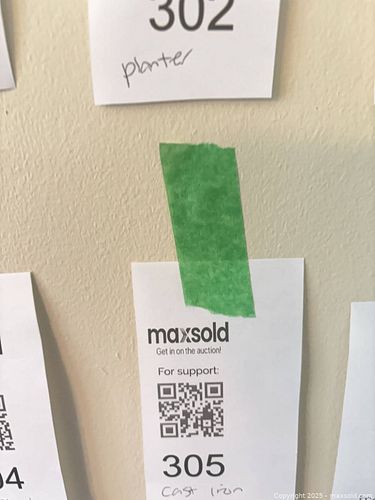 302
planter
maxsold
Get in on the auction!
For support:
305
04
cast iron
Copyright 2025 - maxsold.com